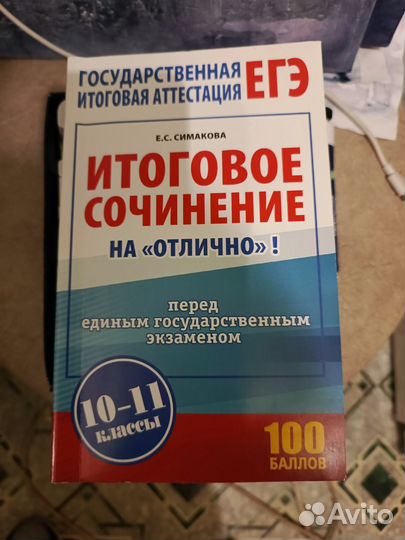 ГОСУДАРСТВЕННАЯ
ИТОГОВАЯ АТТЕСТАЦИЯ ЕГЭ
Е.С. СИМАКОВА
ИТОГОВОЕ
СОЧИНЕНИЕ
НА «ОТЛИЧНО»!
перед
единым государственным
экзаменом
10-11
классы
100
БАЛЛОВ
Avito